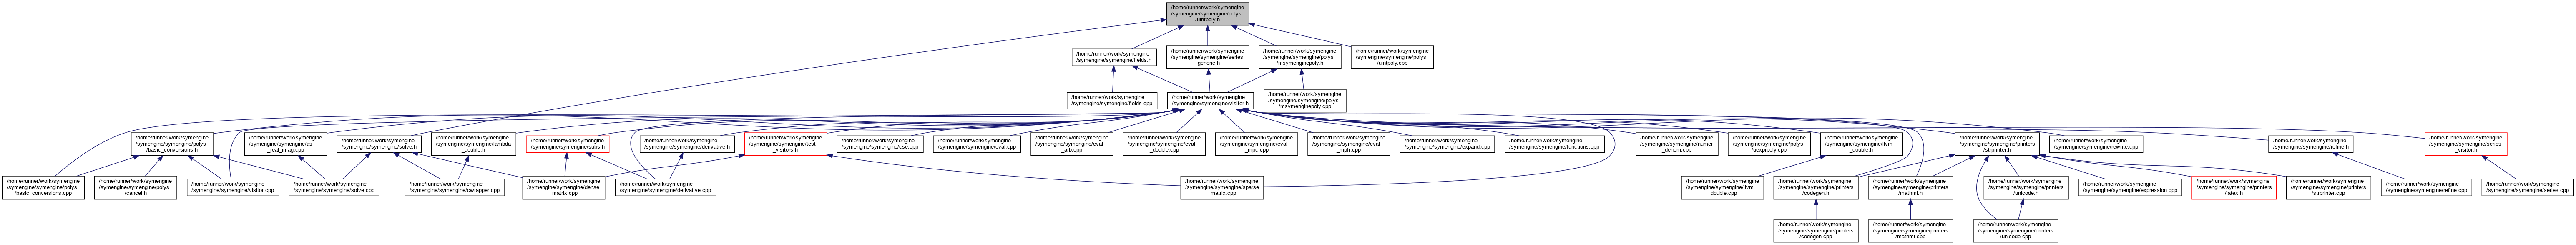 /home/runner/work/symengine
/symengine/symengine/polys
/uintpoly.h
/home/runner/work/symengine
/symengine/symengine/fields.h
/home/runner/work/symengine
/symengine/symengine/series
_generic.h
/home/runner/work/symengine
/symengine/symengine/polys
/msymenginepoly.h
/home/runner/work/symengine
/symengine/symengine/polys
/uintpoly.cpp
/home/runner/work/symengine
/symengine/symengine/fields.cpp
/home/runner/work/symengine
/symengine/symengine/visitor.h
/home/runner/work/symengine
/symengine/symengine/polys
/msymenginepoly.cpp
/home/runner/work/symengine
/symengine/symengine/polys
/basic_conversions.h
/home/runner/work/symengine
/symengine/symengine/as
_real_imag.cpp
/home/runner/work/symengine
/symengine/symengine/solve.h
/home/runner/work/symengine
/symengine/symengine/lambda
_double.h
/home/runner/work/symengine
/symengine/symengine/subs.h
/home/runner/work/symengine
/symengine/symengine/derivative.h
/home/runner/work/symengine
/symengine/symengine/test
_visitors.h
/home/runner/work/symengine
/symengine/symengine/cse.cpp
/home/runner/work/symengine
/symengine/symengine/eval.cpp
/home/runner/work/symengine
/symengine/symengine/eval
_arb.cpp
/home/runner/work/symengine
/symengine/symengine/eval
_double.cpp
/home/runner/work/symengine
/symengine/symengine/eval
_mpc.cpp
/home/runner/work/symengine
/symengine/symengine/eval
_mpfr.cpp
/home/runner/work/symengine
/symengine/symengine/expand.cpp
/home/runner/work/symengine
/symengine/symengine/functions.cpp
/home/runner/work/symengine
/symengine/symengine/numer
_denom.cpp
/home/runner/work/symengine
/symengine/symengine/polys
/uexprpoly.cpp
/home/runner/work/symengine
/symengine/symengine/llvm
_double.h
/home/runner/work/symengine
/symengine/symengine/printers
/strprinter.h
/home/runner/work/symengine
/symengine/symengine/rewrite.cpp
/home/runner/work/symengine
/symengine/symengine/refine.h
/home/runner/work/symengine
/symengine/symengine/series
_visitor.h
/home/runner/work/symengine
/symengine/symengine/polys
/basic_conversions.cpp
/home/runner/work/symengine
/symengine/symengine/polys
/cancel.h
/home/runner/work/symengine
/symengine/symengine/visitor.cpp
/home/runner/work/symengine
/symengine/symengine/solve.cpp
/home/runner/work/symengine
/symengine/symengine/cwrapper.cpp
/home/runner/work/symengine
/symengine/symengine/dense
_matrix.cpp
/home/runner/work/symengine
/symengine/symengine/derivative.cpp
/home/runner/work/symengine
/symengine/symengine/sparse
_matrix.cpp
/home/runner/work/symengine
/symengine/symengine/llvm
_double.cpp
/home/runner/work/symengine
/symengine/symengine/printers
/codegen.h
/home/runner/work/symengine
/symengine/symengine/printers
/mathml.h
/home/runner/work/symengine
/symengine/symengine/printers
/unicode.h
/home/runner/work/symengine
/symengine/symengine/expression.cpp
/home/runner/work/symengine
/symengine/symengine/printers
/latex.h
/home/runner/work/symengine
/symengine/symengine/printers
/strprinter.cpp
/home/runner/work/symengine
/symengine/symengine/refine.cpp
/home/runner/work/symengine
/symengine/symengine/series.cpp
/home/runner/work/symengine
/symengine/symengine/printers
/codegen.cpp
/home/runner/work/symengine
/symengine/symengine/printers
/mathml.cpp
/home/runner/work/symengine
/symengine/symengine/printers
/unicode.cpp